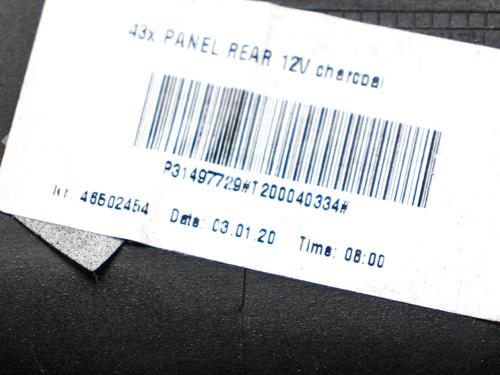 43x PANEL REAR 12V charcoal
P31497729#T200040334#
Nr.: 46502454 Date: 03.01.20 Time: 08:00